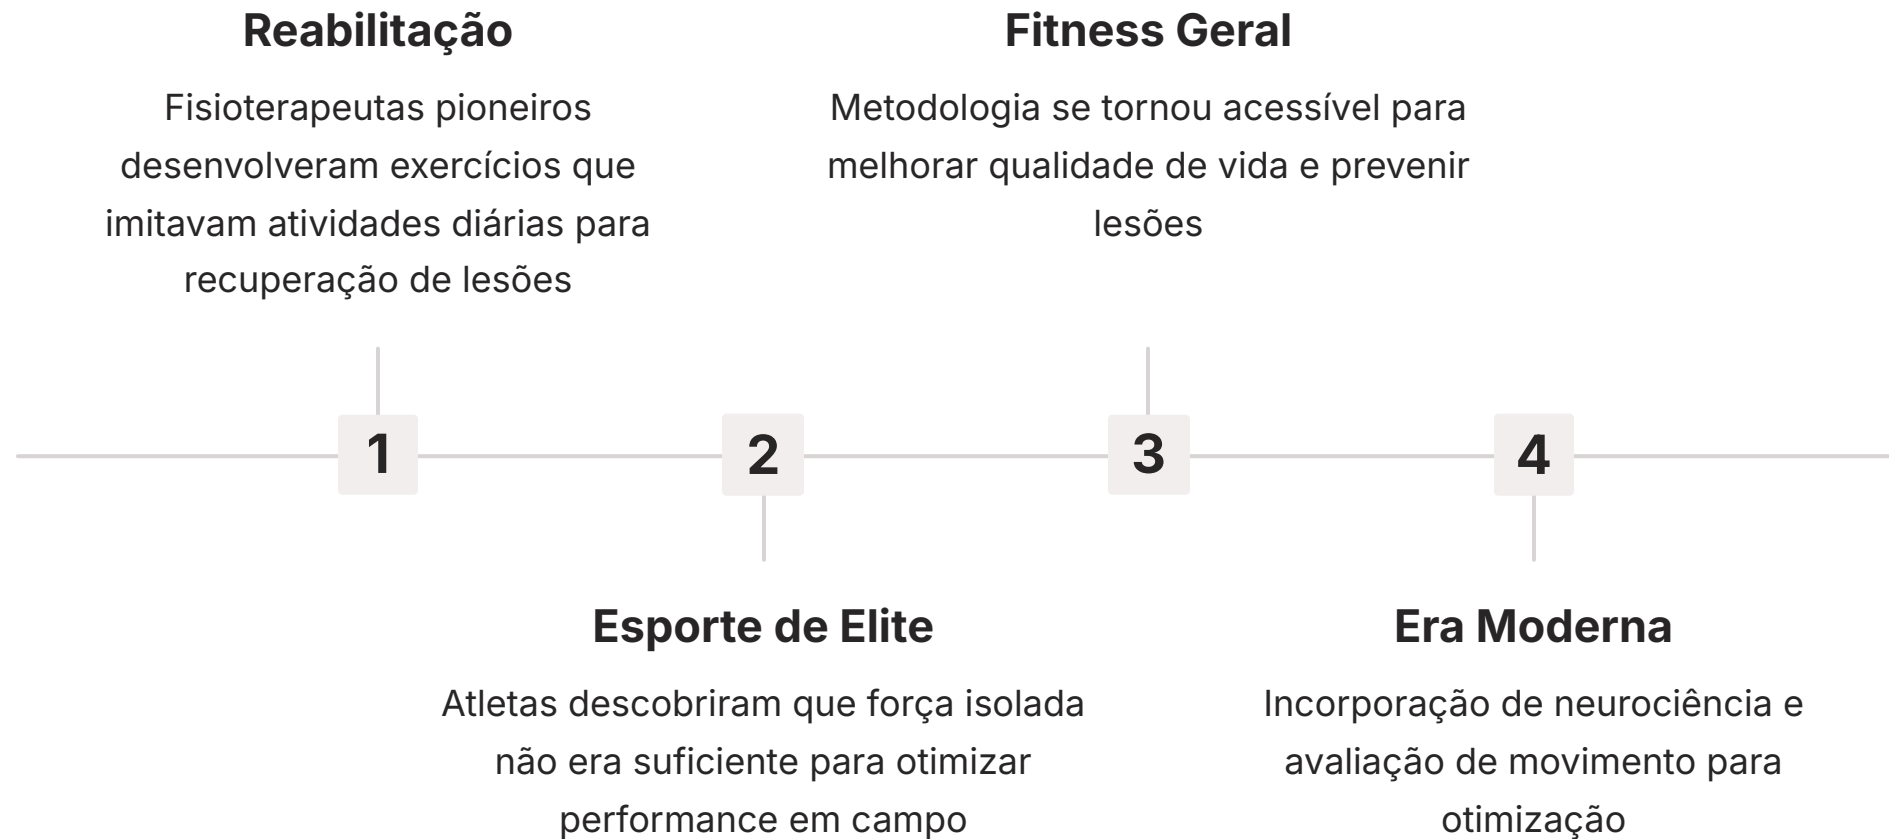 Reabilitação
Fisioterapeutas pioneiros
desenvolveram exercícios que
imitavam atividades diárias para
recuperação de lesões
Fitness Geral
Metodologia se tornou acessível para
melhorar qualidade de vida e prevenir
lesões
1
2
3
4
Esporte de Elite
Atletas descobriram que força isolada
não era suficiente para otimizar
performance em campo
Era Moderna
Incorporação de neurociência e
avaliação de movimento para
otimização